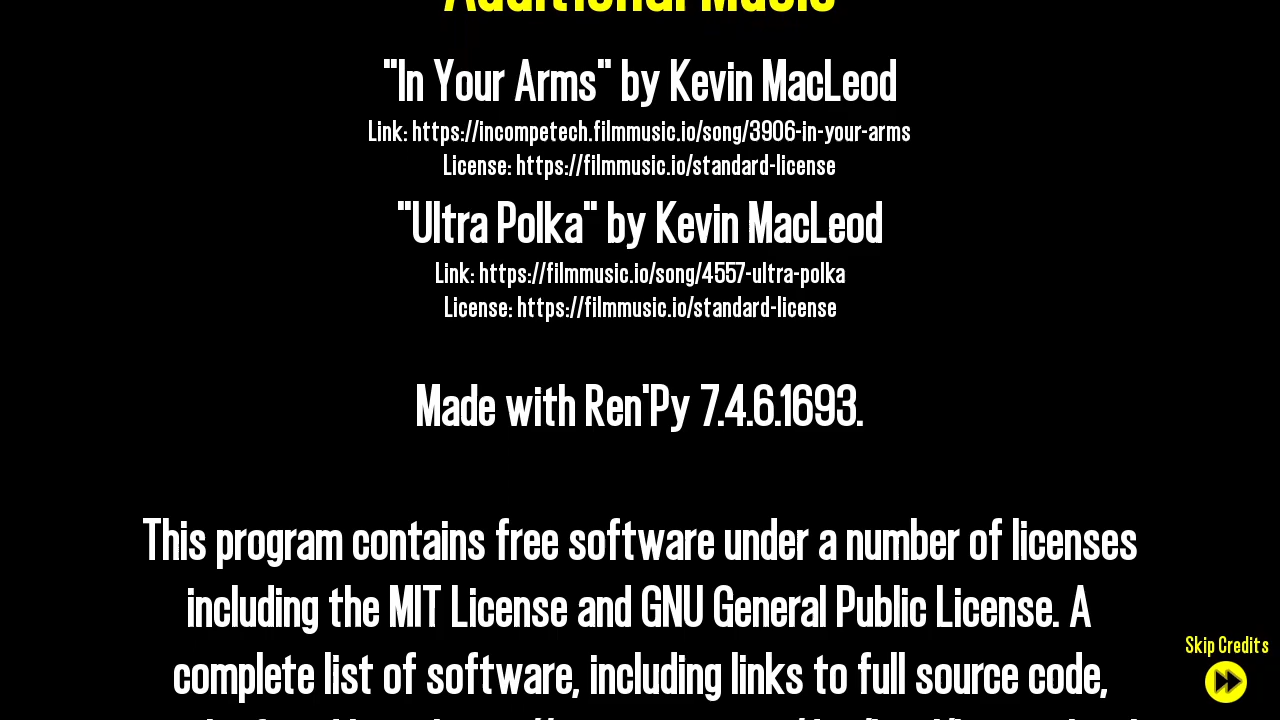 Additional Music
"In Your Arms" by Kevin MacLeod
Link: https://incompetech.filmmusic.io/song/3906-in-your-arms
License: https://filmmusic.io/standard-license
"Ultra Polka" by Kevin MacLeod
Link: https://filmmusic.io/song/4557-ultra-polka
License: https://filmmusic.io/standard-license
Made with Ren'Py 7.4.6.1693.
This program contains free software under a number of licenses
including the MIT License and GNU General Public License. A
complete list of software, including links to full source code,
Skip Credits